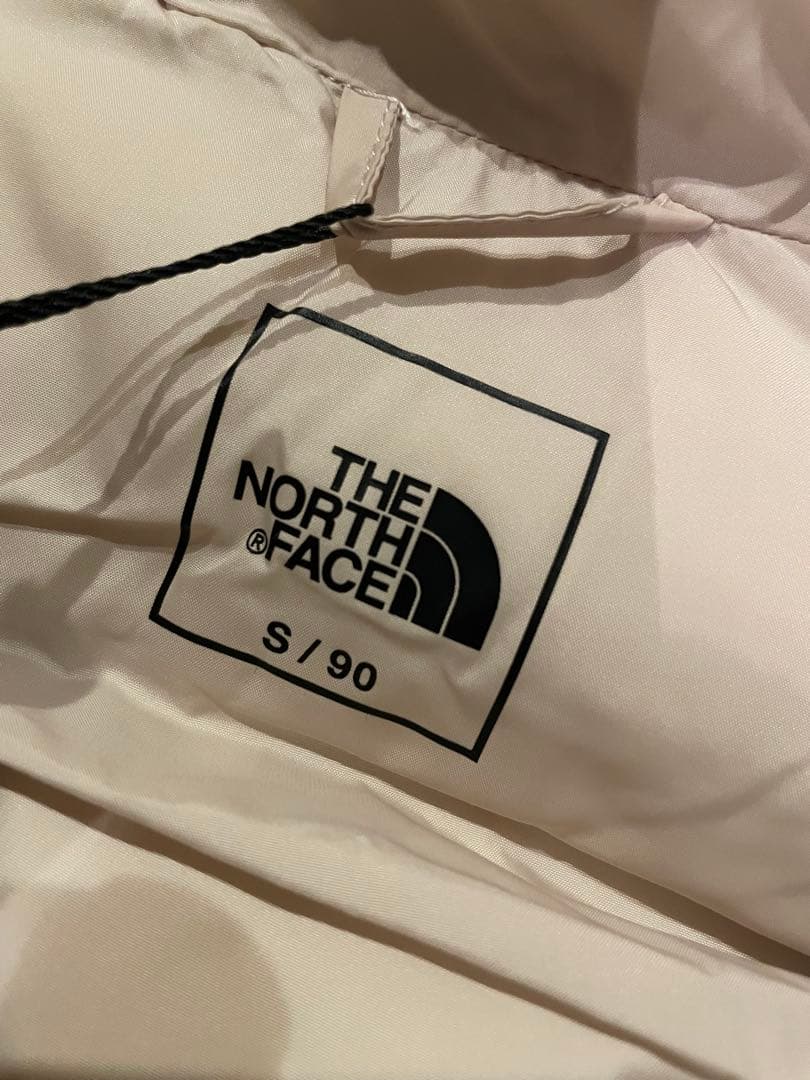 THE
NORTH
®FACE
S / 90